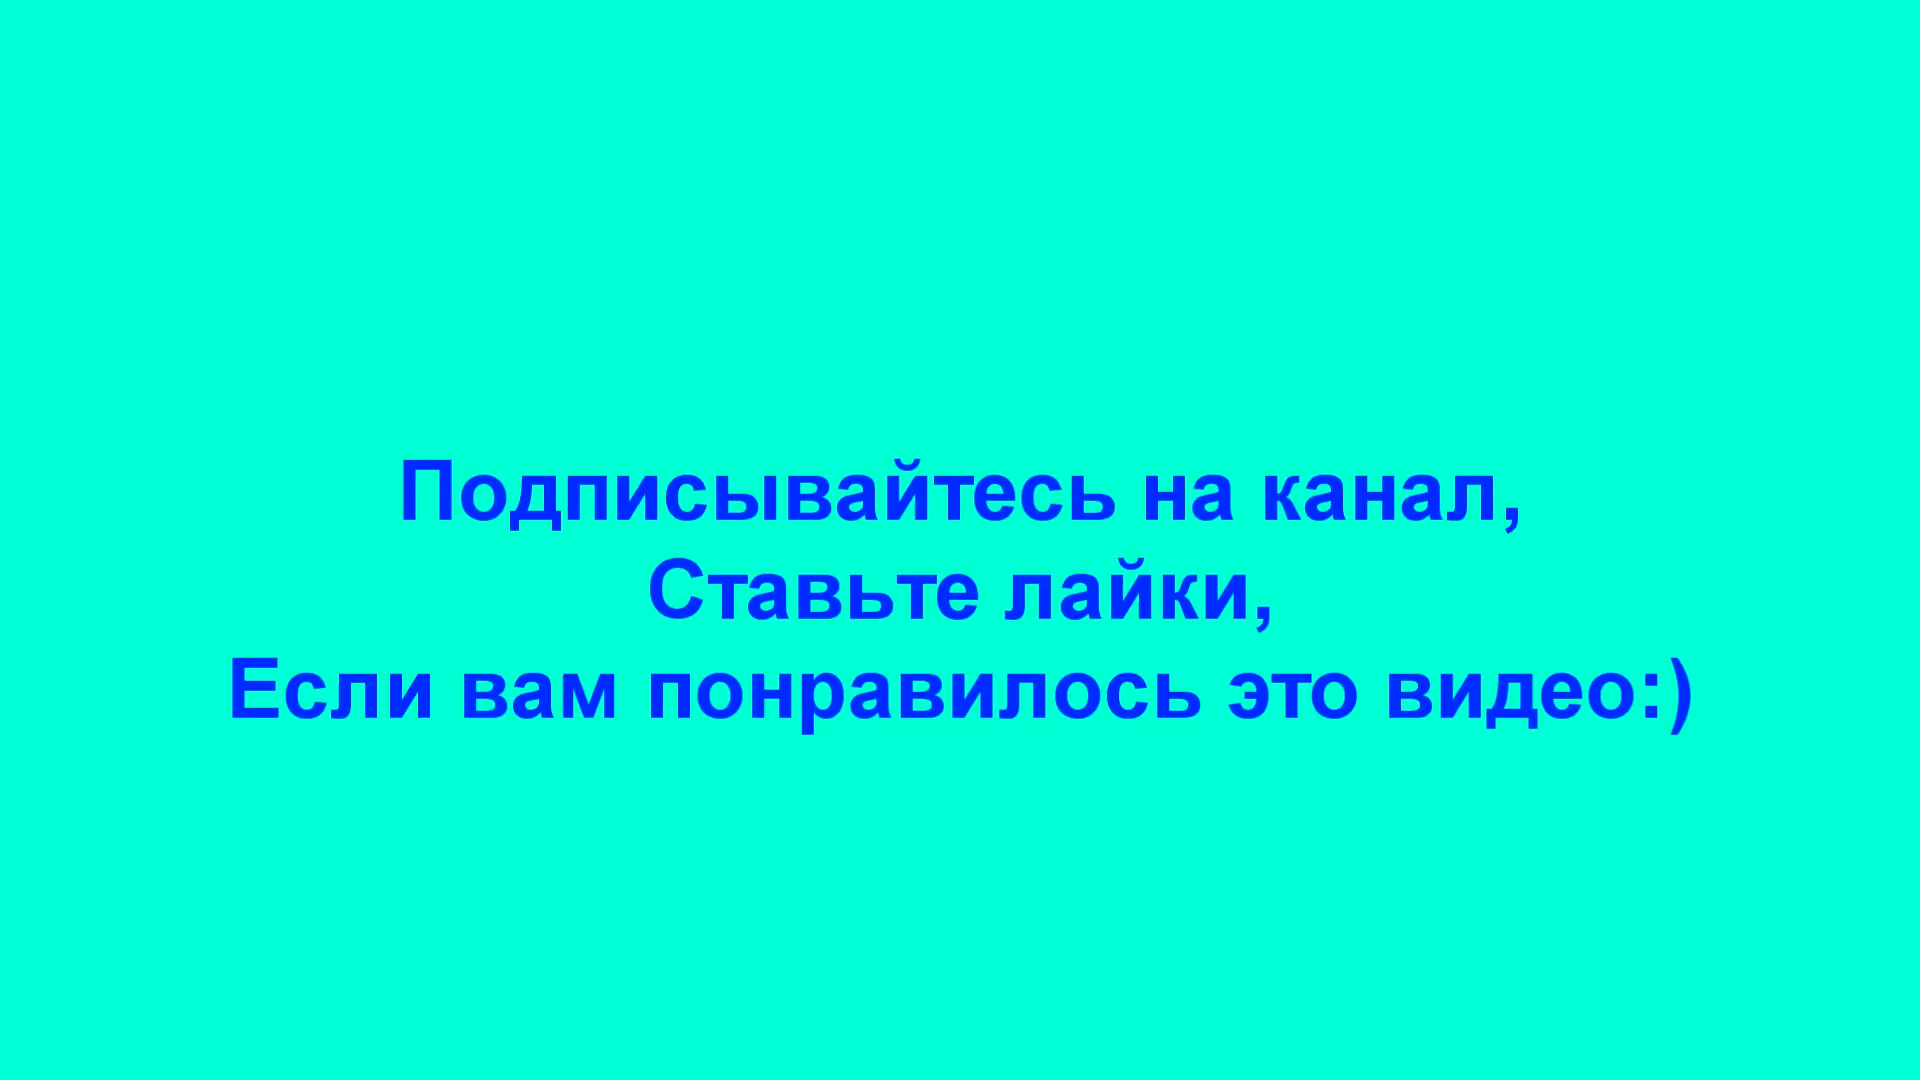 Подписывайтесь на канал,
Ставьте лайки,
Если вам понравилось это видео:)